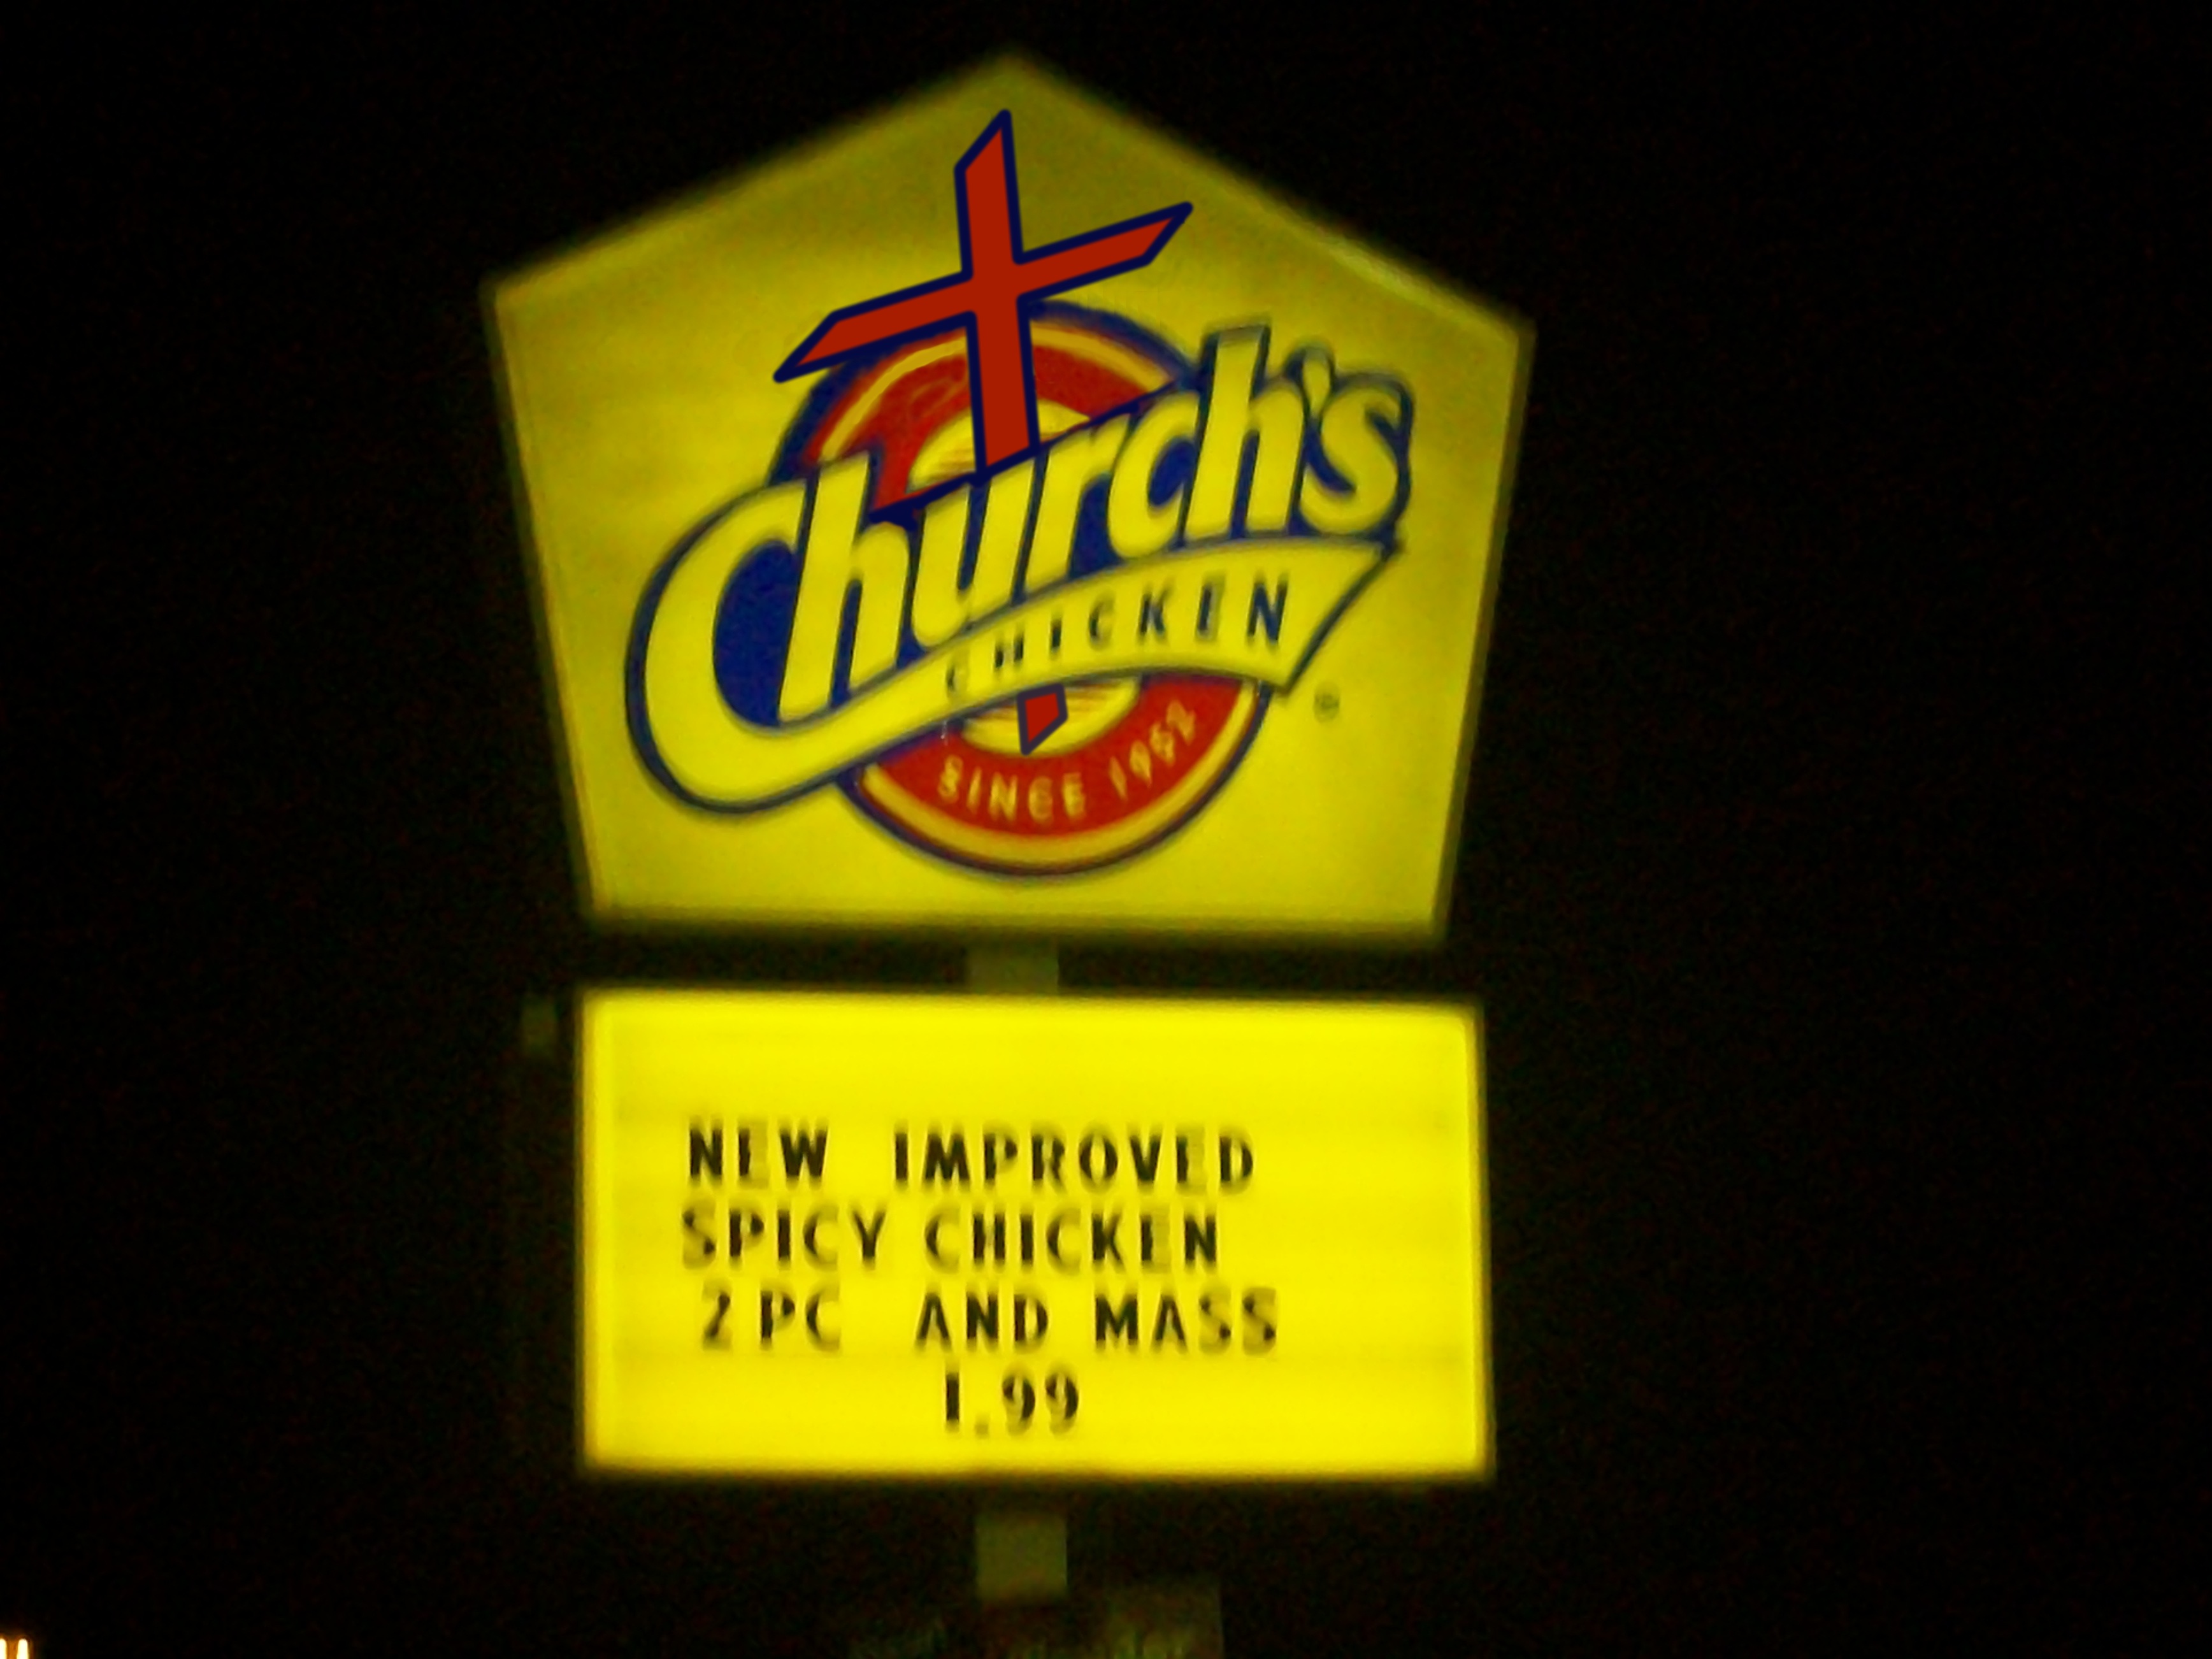 Church's
CHICKEN
®
SINCE 1952
NEW IMPROVED
SPICY CHICKEN
2 PC AND MASS
1.99